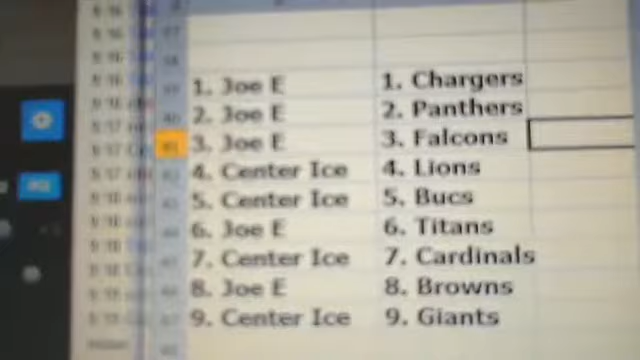 1. Joe E 1. Chargers
2. Joe E 2. Panthers
3. Joe E 3. Falcons
4. Center Ice 4. Lions
5. Center Ice 5. Bucs
6. Joe E 6. Titans
7. Center Ice 7. Cardinals
8. Joe E 8. Browns
9. Center Ice 9. Giants